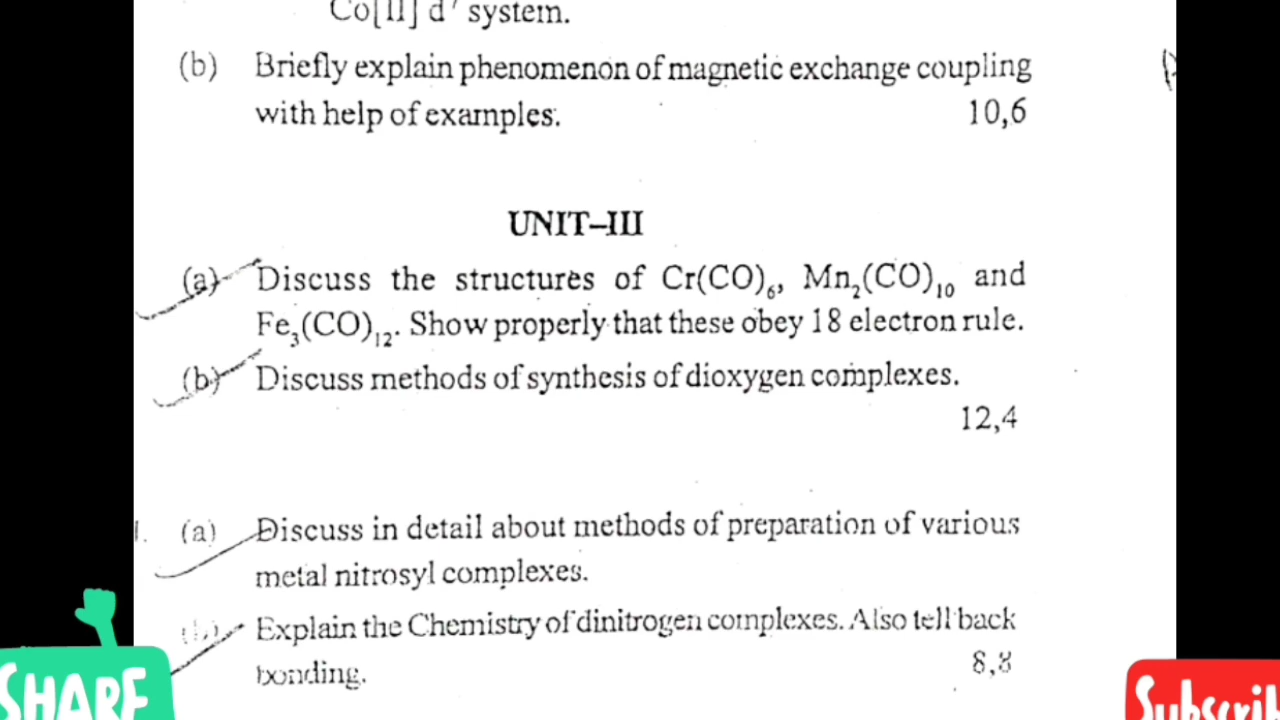 Co[II] d⁷ system.
(b) Briefly explain phenomenon of magnetic exchange coupling
with help of examples. 10,6
UNIT–III
(a) Discuss the structures of Cr(CO)₆, Mn₂(CO)₁₀ and
Fe₃(CO)₁₂. Show properly that these obey 18 electron rule.
(b) Discuss methods of synthesis of dioxygen complexes.
12,4
(a) Discuss in detail about methods of preparation of various
metal nitrosyl complexes.
(b) Explain the Chemistry of dinitrogen complexes. Also tell back
bonding. 8,8
SHARE
Subscrib